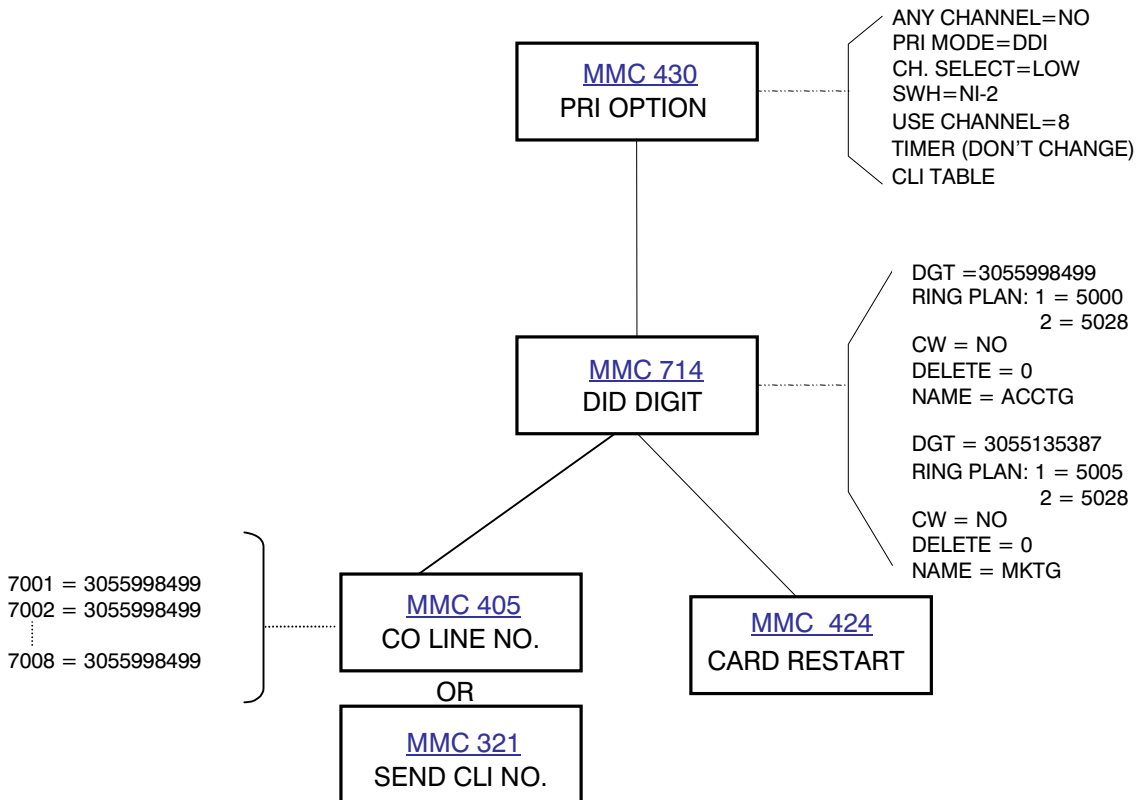 MMC 430
PRI OPTION
ANY CHANNEL=NO
PRI MODE=DDI
CH. SELECT=LOW
SWH=NI-2
USE CHANNEL=8
TIMER (DON'T CHANGE)
CLI TABLE
MMC 714
DID DIGIT
DGT =3055998499
RING PLAN: 1 = 5000
2 = 5028
CW = NO
DELETE = 0
NAME = ACCTG
DGT = 3055135387
RING PLAN: 1 = 5005
2 = 5028
CW = NO
DELETE = 0
NAME = MKTG
7001 = 3055998499
7002 = 3055998499
7008 = 3055998499
MMC 405
CO LINE NO.
OR
MMC 321
SEND CLI NO.
MMC 424
CARD RESTART